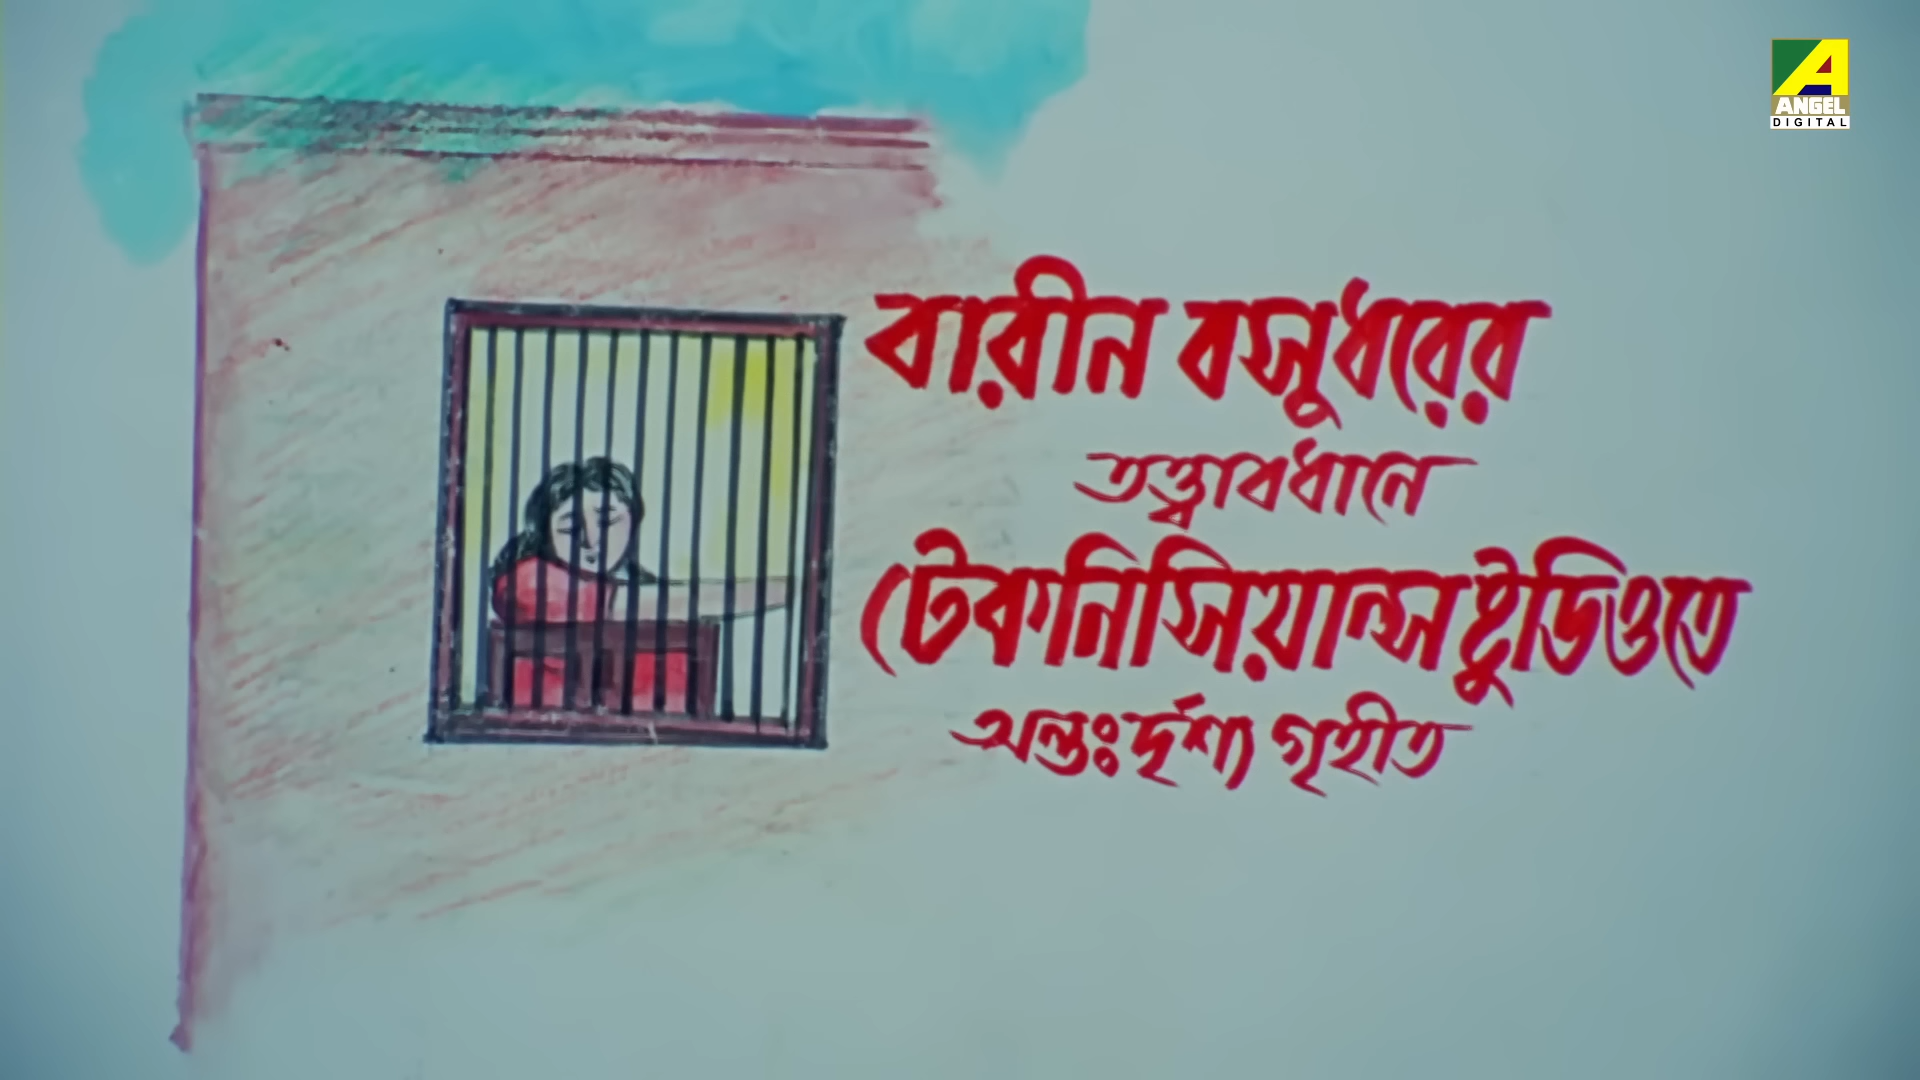 ANGEL
DIGITAL
বারীন বসুধরের
তত্ত্বাবধানে
টেকনিসিয়ান্স ষ্টুডিওতে
অন্তঃর্দৃশ্য গৃহীত